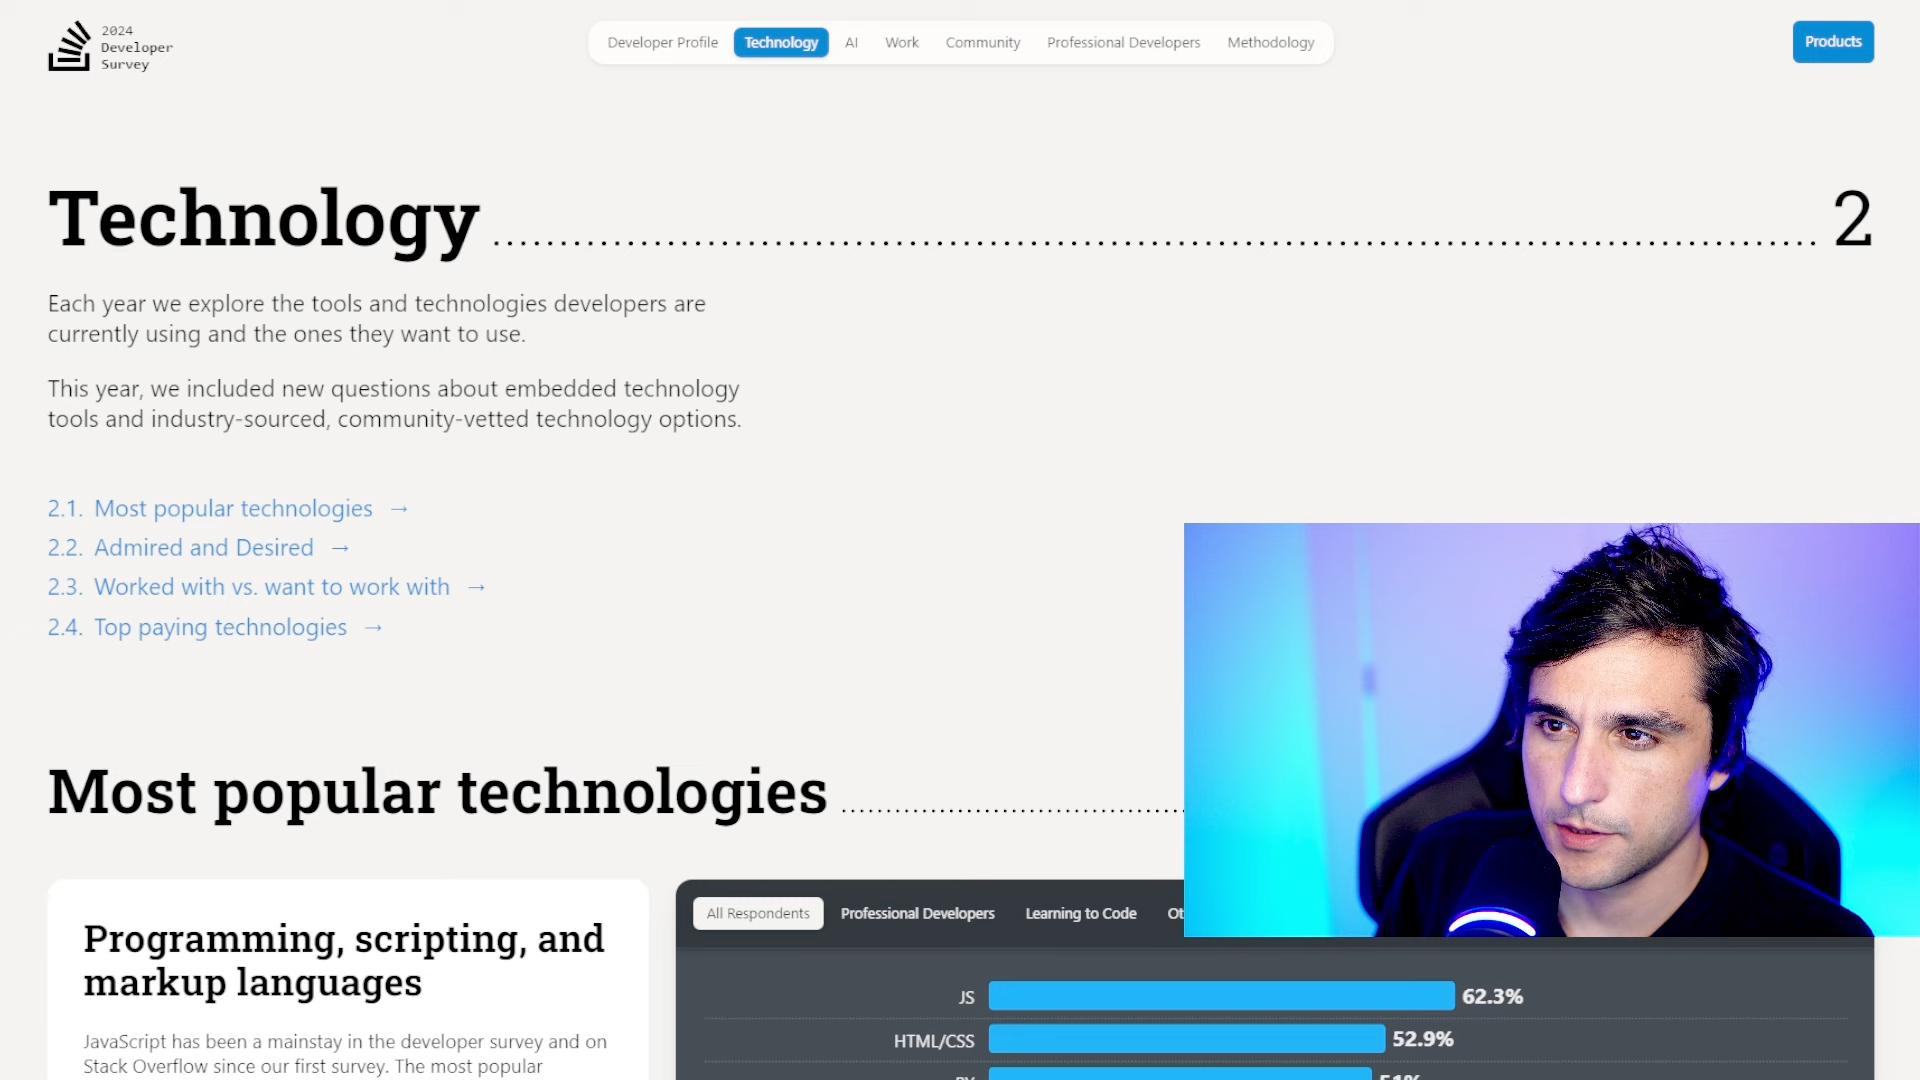 2024
Developer
Survey
Developer Profile
Technology
AI
Work
Community
Professional Developers
Methodology
Products
Technology
2
Each year we explore the tools and technologies developers are
currently using and the ones they want to use.
This year, we included new questions about embedded technology
tools and industry-sourced, community-vetted technology options.
2.1. Most popular technologies →
2.2. Admired and Desired →
2.3. Worked with vs. want to work with →
2.4. Top paying technologies →
Most popular technologies
Programming, scripting, and
markup languages
JavaScript has been a mainstay in the developer survey and on
Stack Overflow since our first survey. The most popular
All Respondents
Professional Developers
Learning to Code
JS
62.3%
HTML/CSS
52.9%
51%